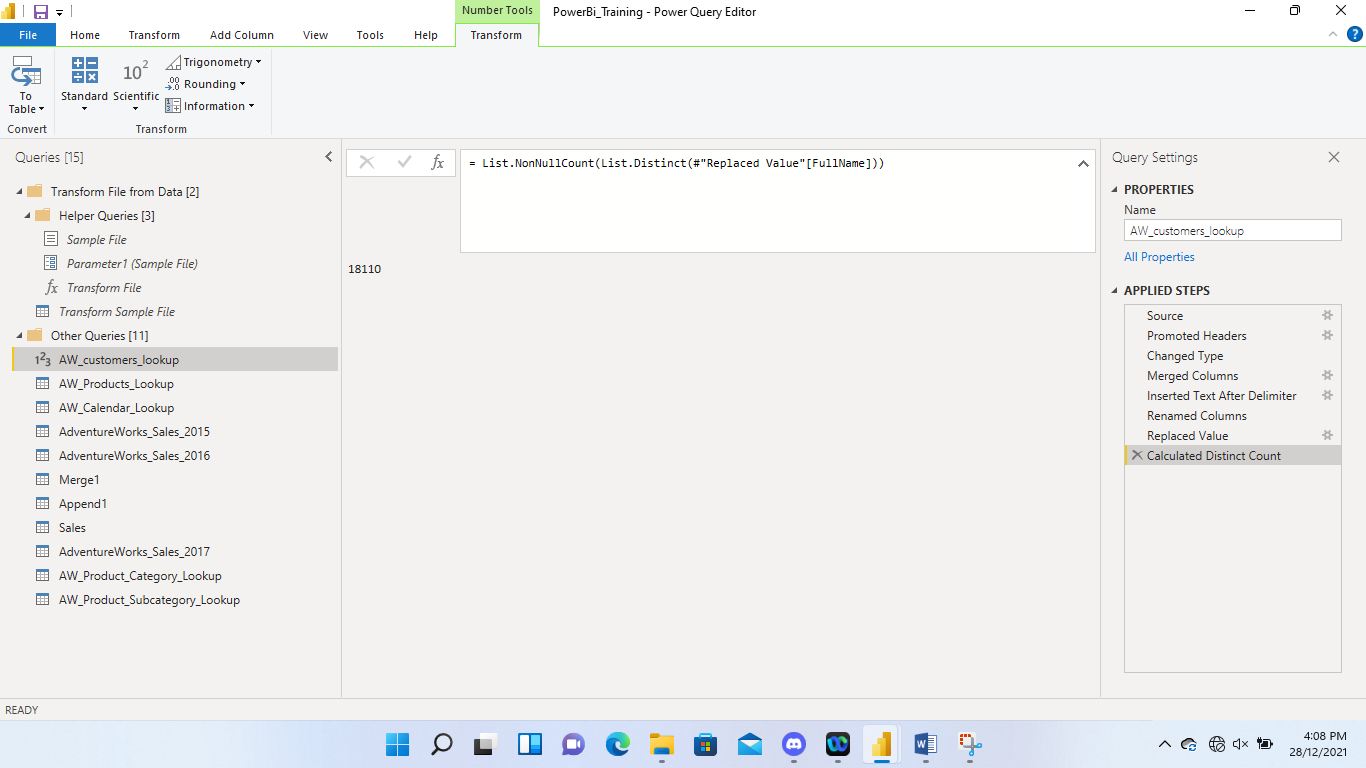 Number Tools
PowerBi_Training - Power Query Editor
File Home Transform Add Column View Tools Help Transform
To Table
Standard
Scientific
10²
Trigonometry
.00
Rounding
Information
Convert
Transform
Queries [15]
Transform File from Data [2]
Helper Queries [3]
Sample File
Parameter1 (Sample File)
fx Transform File
Transform Sample File
Other Queries [11]
1²3 AW_customers_lookup
AW_Products_Lookup
AW_Calendar_Lookup
AdventureWorks_Sales_2015
AdventureWorks_Sales_2016
Merge1
Append1
Sales
AdventureWorks_Sales_2017
AW_Product_Category_Lookup
AW_Product_Subcategory_Lookup
fx
= List.NonNullCount(List.Distinct(#"Replaced Value"[FullName]))
18110
Query Settings
PROPERTIES
Name
AW_customers_lookup
All Properties
APPLIED STEPS
Source
Promoted Headers
Changed Type
Merged Columns
Inserted Text After Delimiter
Renamed Columns
Replaced Value
Calculated Distinct Count
READY
4:08 PM
28/12/2021